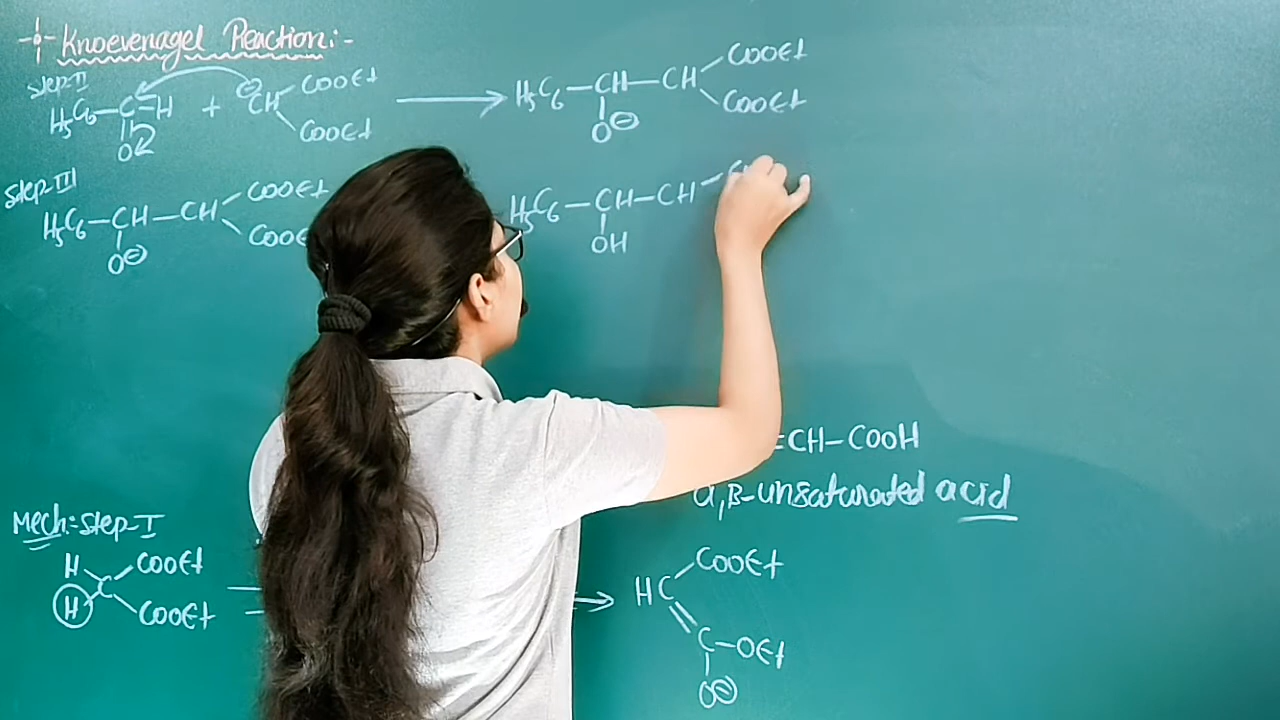 Knoevenagel Reaction:-
Step-II
H5C6-C-H + ⊖CH COOEt COOEt → H5C6-CH-CH COOEt COOEt
O
O⊖
Step-III
H5C6-CH-CH COOEt H5C6-CH-CH
O⊖
OH
=CH-COOH
α,β-unsaturated acid
Mech:- Step-I
H H C COOEt COOEt
→ HC COOEt
C-OEt
O⊖